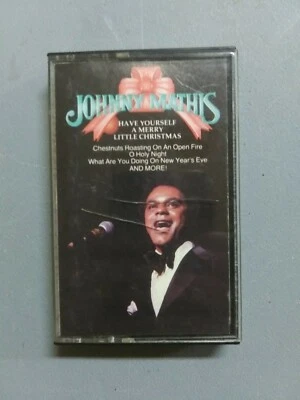 JOHNNY MATHIS
HAVE YOURSELF
A MERRY
LITTLE CHRISTMAS
Chestnuts Roasting On An Open Fire
O Holy Night
What Are You Doing On New Year's Eve
AND MORE!